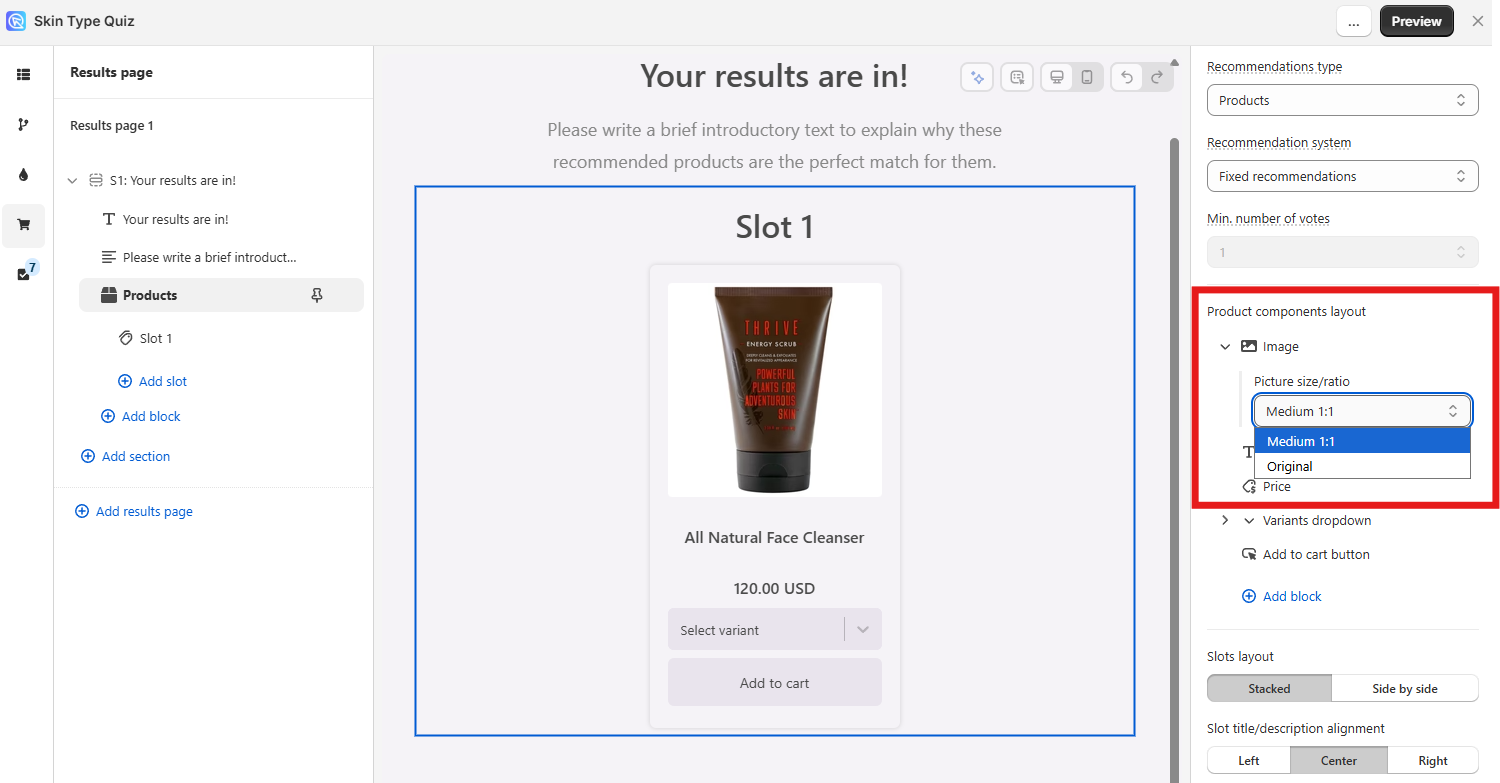 Skin Type Quiz
...
Preview
Results page
Results page 1
S1: Your results are in!
Your results are in!
Please write a brief introduct...
Products
Slot 1
Add slot
Add block
Add section
Add results page
7
Your results are in!
Please write a brief introductory text to explain why these
recommended products are the perfect match for them.
Slot 1
THRIVE
ENERGY SCRUB
DEEPLY CLEANS & EXFOLIATES
FOR REVITALIZED APPEARANCE
POWERFUL
PLANTS FOR
ADVENTUROUS
SKIN
All Natural Face Cleanser
120.00 USD
Select variant
Add to cart
Recommendations type
Products
Recommendation system
Fixed recommendations
Min. number of votes
1
Product components layout
Image
Picture size/ratio
Medium 1:1
Medium 1:1
Original
Price
Variants dropdown
Add to cart button
Add block
Slots layout
Stacked
Side by side
Slot title/description alignment
Left
Center
Right